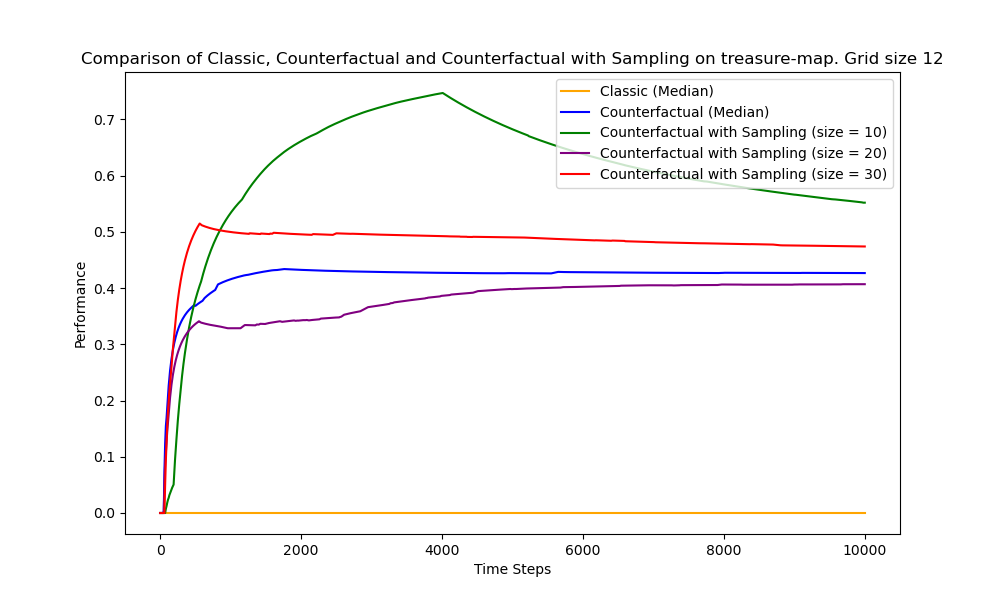 Comparison of Classic, Counterfactual and Counterfactual with Sampling on treasure-map. Grid size 12
Classic (Median)
Counterfactual (Median)
Counterfactual with Sampling (size = 10)
Counterfactual with Sampling (size = 20)
Counterfactual with Sampling (size = 30)
0.7
0.6
0.5
0.4
0.3
0.2
0.1
0.0
Performance
0 2000 4000 6000 8000 10000
Time Steps